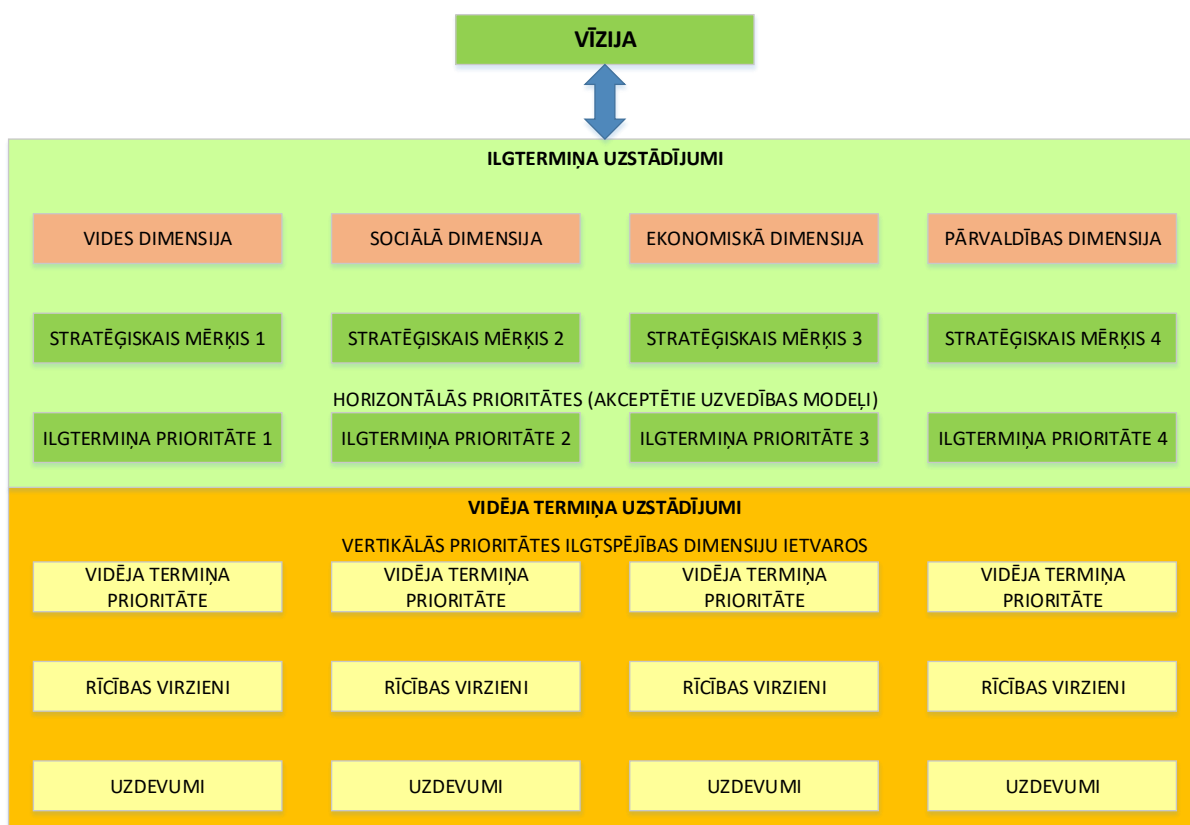 VĪZIJA
ILGTERMIŅA UZSTĀDĪJUMI
VIDES DIMENSIJA
SOCIĀLĀ DIMENSIJA
EKONOMISKĀ DIMENSIJA
PĀRVALDĪBAS DIMENSIJA
STRATĒĢISKAIS MĒRĶIS 1
STRATĒĢISKAIS MĒRĶIS 2
STRATĒĢISKAIS MĒRĶIS 3
STRATĒĢISKAIS MĒRĶIS 4
HORIZONTĀLĀS PRIORITĀTES (AKCEPTĒTIE UZVEDĪBAS MODEĻI)
ILGTERMIŅA PRIORITĀTE 1
ILGTERMIŅA PRIORITĀTE 2
ILGTERMIŅA PRIORITĀTE 3
ILGTERMIŅA PRIORITĀTE 4
VIDĒJA TERMIŅA UZSTĀDĪJUMI
VERTIKĀLĀS PRIORITĀTES ILGTSPĒJĪBAS DIMENSIJU IETVAROS
VIDĒJA TERMIŅA
PRIORITĀTE
VIDĒJA TERMIŅA
PRIORITĀTE
VIDĒJA TERMIŅA
PRIORITĀTE
VIDĒJA TERMIŅA
PRIORITĀTE
RĪCĪBAS VIRZIENI
RĪCĪBAS VIRZIENI
RĪCĪBAS VIRZIENI
RĪCĪBAS VIRZIENI
UZDEVUMI
UZDEVUMI
UZDEVUMI
UZDEVUMI